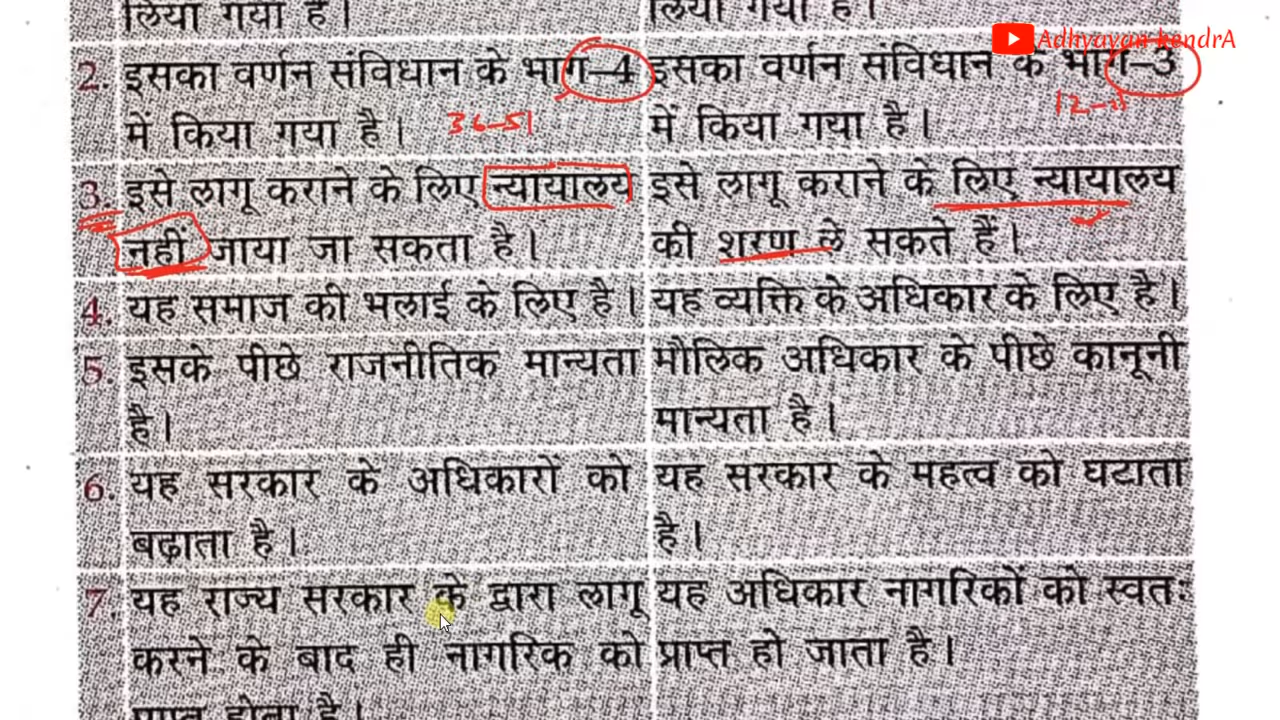 लिया गया है। लिया गया है।
Adhyayan kendrA
2. इसका वर्णन संविधान के भाग–4 इसका वर्णन संविधान के भाग–3
में किया गया है। 36-51 में किया गया है।
3. इसे लागू कराने के लिए न्यायालय इसे लागू कराने के लिए न्यायालय
नहीं जाया जा सकता है। की शरण ले सकते हैं।
4. यह समाज की भलाई के लिए है। यह व्यक्ति के अधिकार के लिए है।
5. इसके पीछे राजनीतिक मान्यता मौलिक अधिकार के पीछे कानूनी
है। मान्यता है।
6. यह सरकार के अधिकारों को यह सरकार के महत्व को घटाता
बढ़ाता है। है।
7. यह राज्य सरकार के द्वारा लागू यह अधिकार नागरिकों को स्वतः
करने के बाद ही नागरिक को प्राप्त हो जाता है।
प्राप्त होता है।